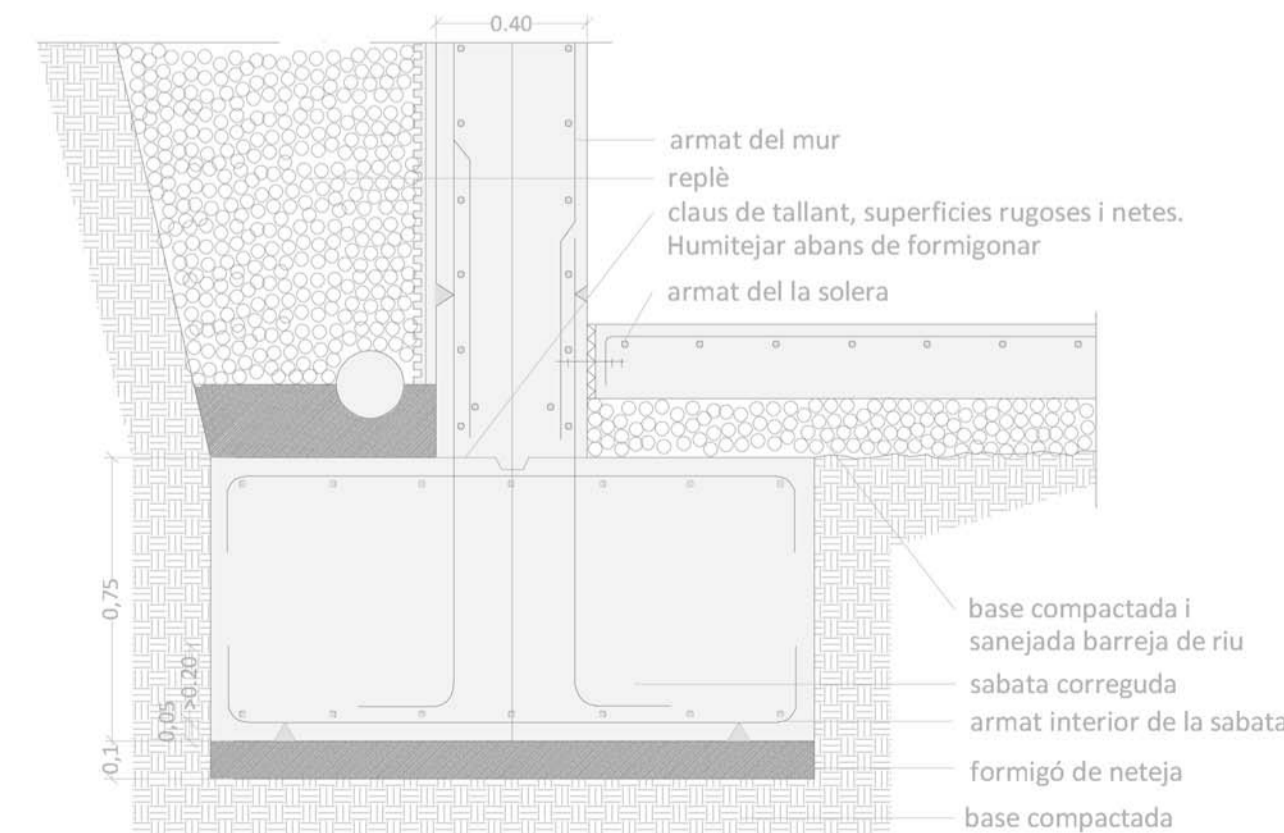 0.40
armat del mur
replè
claus de tallant, superficies rugoses i netes.
Humitejar abans de formigonar
armat del la solera
0,75
>0.20
0,05
0,1
base compactada i
sanejada barreja de riu
sabata correguda
armat interior de la sabata
formigó de neteja
base compactada